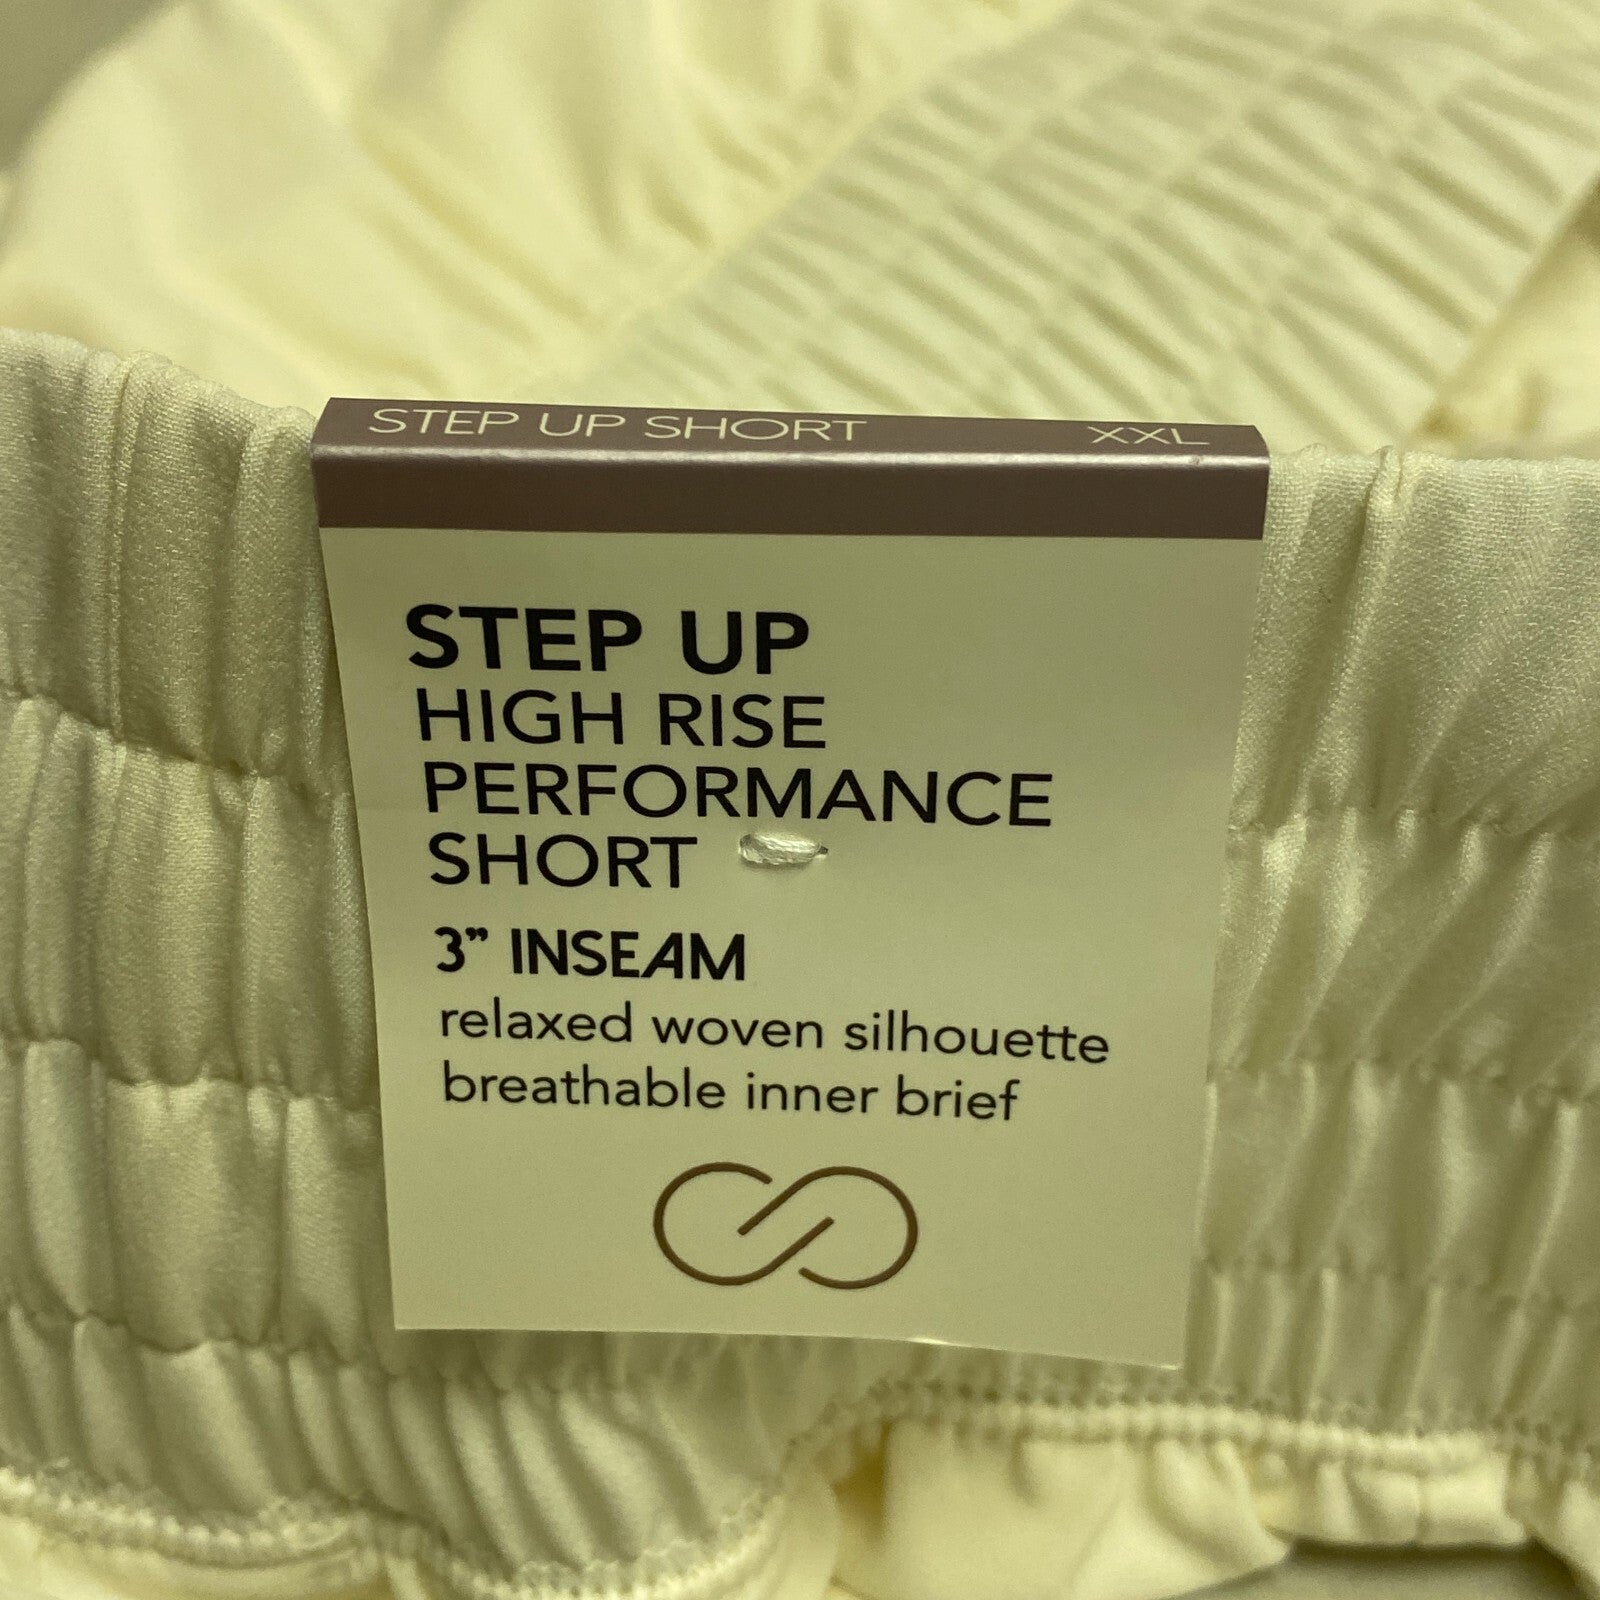 STEP UP SHORT XXL
STEP UP
HIGH RISE
PERFORMANCE
SHORT
3” INSEAM
relaxed woven silhouette
breathable inner brief